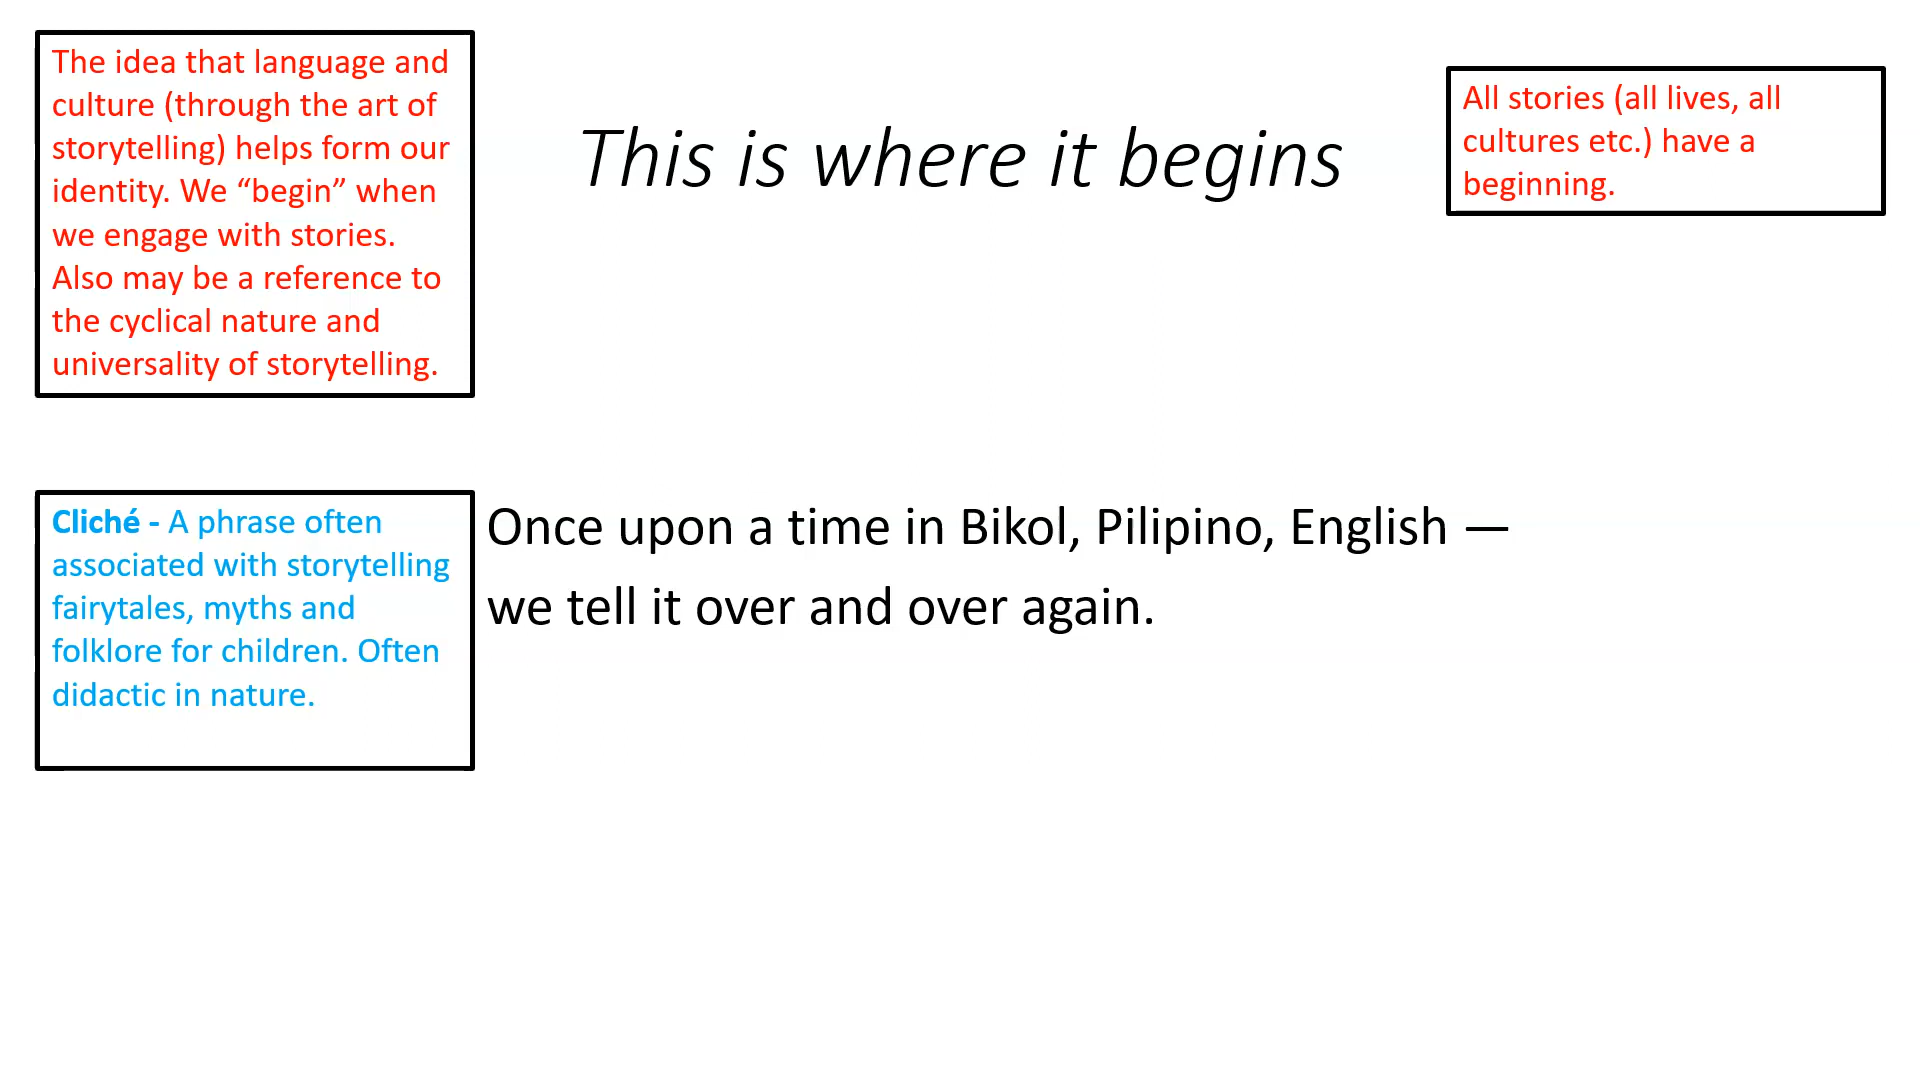 The idea that language and
culture (through the art of
storytelling) helps form our
identity. We “begin” when
we engage with stories.
Also may be a reference to
the cyclical nature and
universality of storytelling.
This is where it begins
All stories (all lives, all
cultures etc.) have a
beginning.
Cliché - A phrase often
associated with storytelling
fairytales, myths and
folklore for children. Often
didactic in nature.
Once upon a time in Bikol, Pilipino, English —
we tell it over and over again.